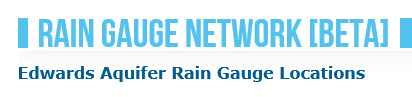 RAIN GAUGE NETWORK [BETA]
Edwards Aquifer Rain Gauge Locations